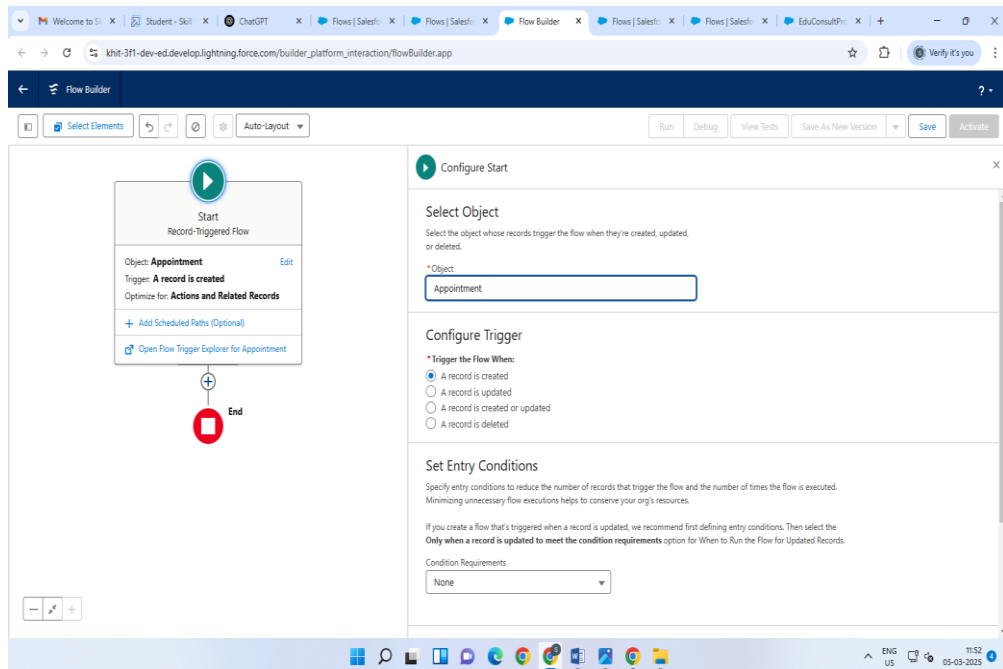 Welcome to Si
Student - Skill
ChatGPT
Flows | Salesfo
Flows | Salesfo
Flow Builder
Flows | Salesfo
Flows | Salesfo
EduConsultPro
khit-3f1-dev-ed.develop.lightning.force.com/builder_platform_interaction/flowBuilder.app
Verify it's you
Flow Builder
?
Select Elements
Auto-Layout
Run
Debug
View Tests
Save As New Version
Save
Activate
Start
Record-Triggered Flow
Object: Appointment
Edit
Trigger: A record is created
Optimize for: Actions and Related Records
+ Add Scheduled Paths (Optional)
Open Flow Trigger Explorer for Appointment
End
Configure Start
Select Object
Select the object whose records trigger the flow when they're created, updated,
or deleted.
* Object
Appointment
Configure Trigger
* Trigger the Flow When:
A record is created
A record is updated
A record is created or updated
A record is deleted
Set Entry Conditions
Specify entry conditions to reduce the number of records that trigger the flow and the number of times the flow is executed.
Minimizing unnecessary flow executions helps to conserve your org's resources.
If you create a flow that's triggered when a record is updated, we recommend first defining entry conditions. Then select the
Only when a record is updated to meet the condition requirements option for When to Run the Flow for Updated Records.
Condition Requirements
None
ENG
US
11:52
05-03-2025
4